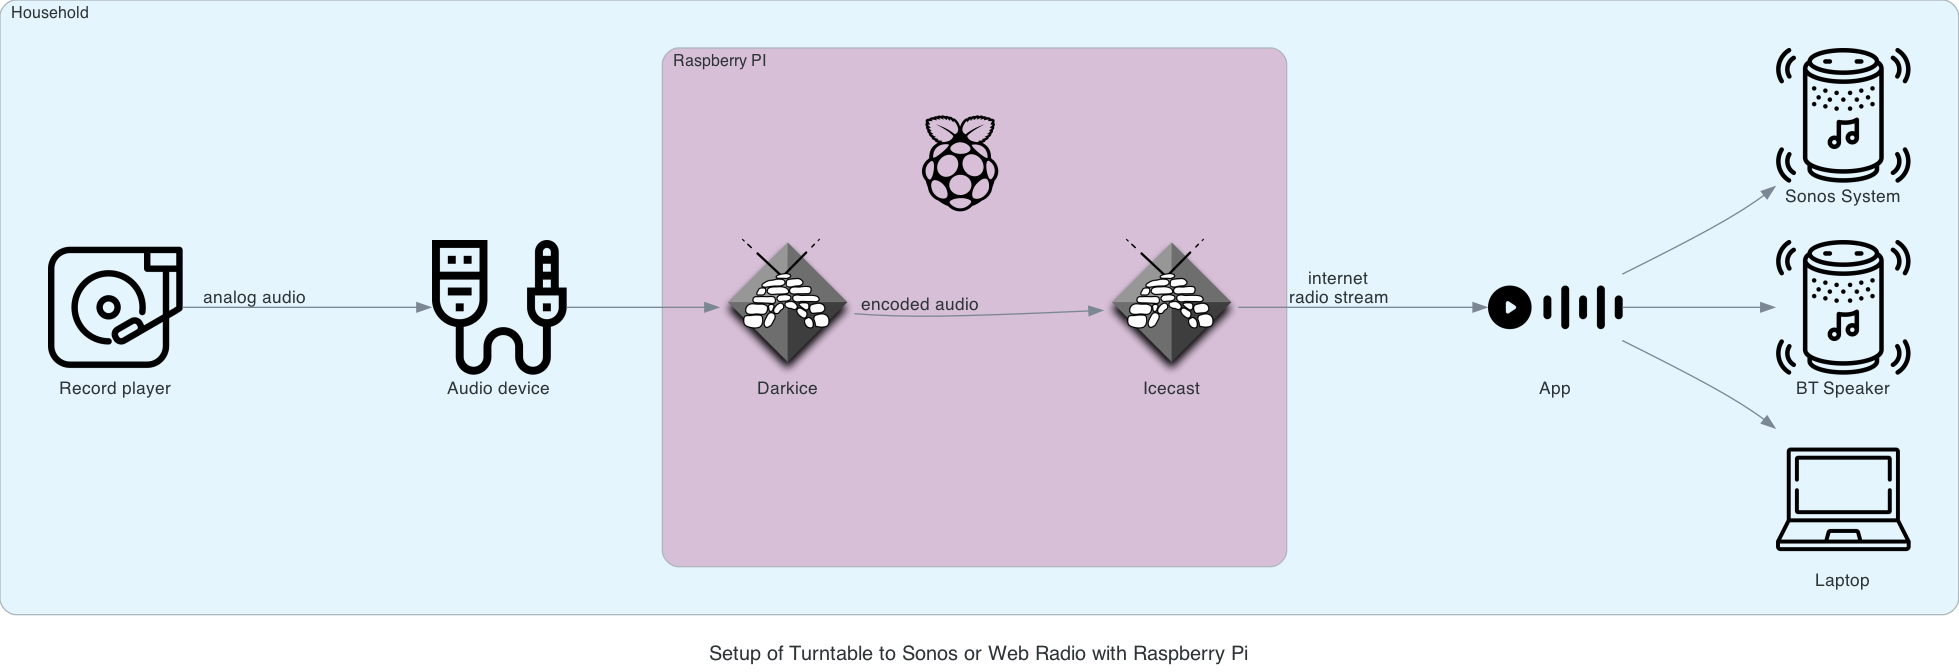 Household
Raspberry PI
Sonos System
internet
radio stream
analog audio
encoded audio
Record player
Audio device
Darkice
Icecast
App
BT Speaker
Laptop
Setup of Turntable to Sonos or Web Radio with Raspberry Pi